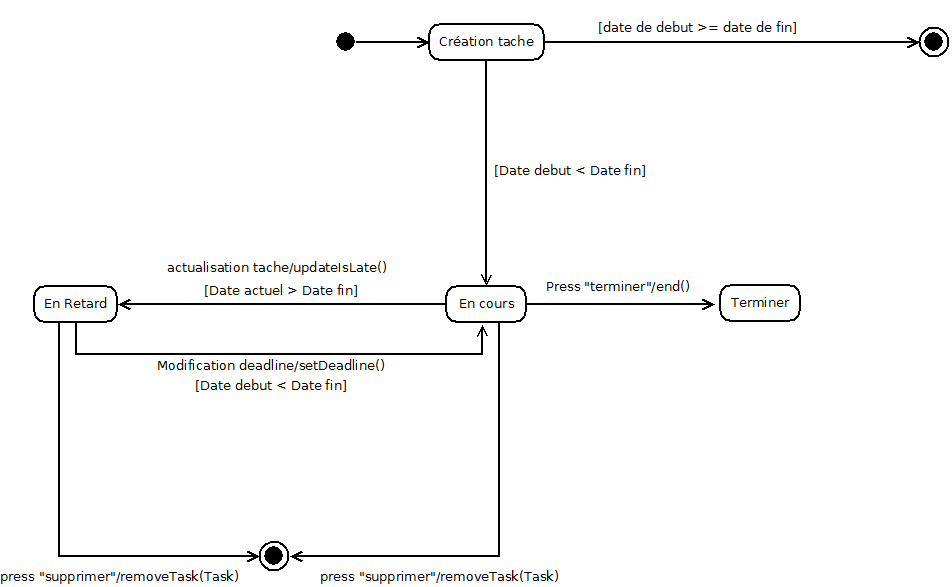 [date de debut >= date de fin]
Création tache
[Date debut < Date fin]
actualisation tache/updateIsLate()
[Date actuel > Date fin]
Press "terminer"/end()
En Retard
En cours
Terminer
Modification deadline/setDeadline()
[Date debut < Date fin]
press "supprimer"/removeTask(Task)
press "supprimer"/removeTask(Task)